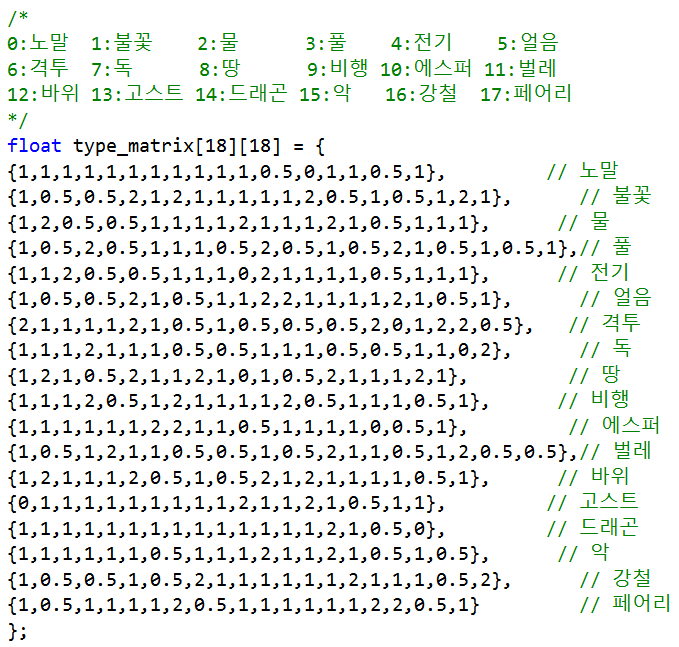 /*
0:노말  1:불꽃    2:물      3:풀    4:전기    5:얼음
6:격투  7:독      8:땅      9:비행 10:에스퍼 11:벌레
12:바위 13:고스트 14:드래곤 15:악   16:강철  17:페어리
*/
float type_matrix[18][18] = {
{1,1,1,1,1,1,1,1,1,1,1,1,0.5,0,1,1,0.5,1},         // 노말
{1,0.5,0.5,2,1,2,1,1,1,1,1,2,0.5,1,0.5,1,2,1},      // 불꽃
{1,2,0.5,0.5,1,1,1,1,2,1,1,1,2,1,0.5,1,1,1},      // 물
{1,0.5,2,0.5,1,1,1,0.5,2,0.5,1,0.5,2,1,0.5,1,0.5,1},// 풀
{1,1,2,0.5,0.5,1,1,1,0,2,1,1,1,1,0.5,1,1,1},      // 전기
{1,0.5,0.5,2,1,0.5,1,1,2,2,1,1,1,1,2,1,0.5,1},      // 얼음
{2,1,1,1,1,2,1,0.5,1,0.5,0.5,0.5,2,0,1,2,2,0.5},   // 격투
{1,1,1,2,1,1,1,0.5,0.5,1,1,1,0.5,0.5,1,1,0,2},      // 독
{1,2,1,0.5,2,1,1,2,1,0,1,0.5,2,1,1,1,2,1},         // 땅
{1,1,1,2,0.5,1,2,1,1,1,1,2,0.5,1,1,1,0.5,1},      // 비행
{1,1,1,1,1,1,2,2,1,1,0.5,1,1,1,1,0,0.5,1},         // 에스퍼
{1,0.5,1,2,1,1,0.5,0.5,1,0.5,2,1,1,0.5,1,2,0.5,0.5},// 벌레
{1,2,1,1,1,2,0.5,1,0.5,2,1,2,1,1,1,1,0.5,1},      // 바위
{0,1,1,1,1,1,1,1,1,1,2,1,1,2,1,0.5,1,1},         // 고스트
{1,1,1,1,1,1,1,1,1,1,1,1,1,1,2,1,0.5,0},         // 드래곤
{1,1,1,1,1,1,0.5,1,1,1,2,1,1,2,1,0.5,1,0.5},      // 악
{1,0.5,0.5,1,0.5,2,1,1,1,1,1,1,2,1,1,1,0.5,2},      // 강철
{1,0.5,1,1,1,1,2,0.5,1,1,1,1,1,1,2,2,0.5,1}         // 페어리
};